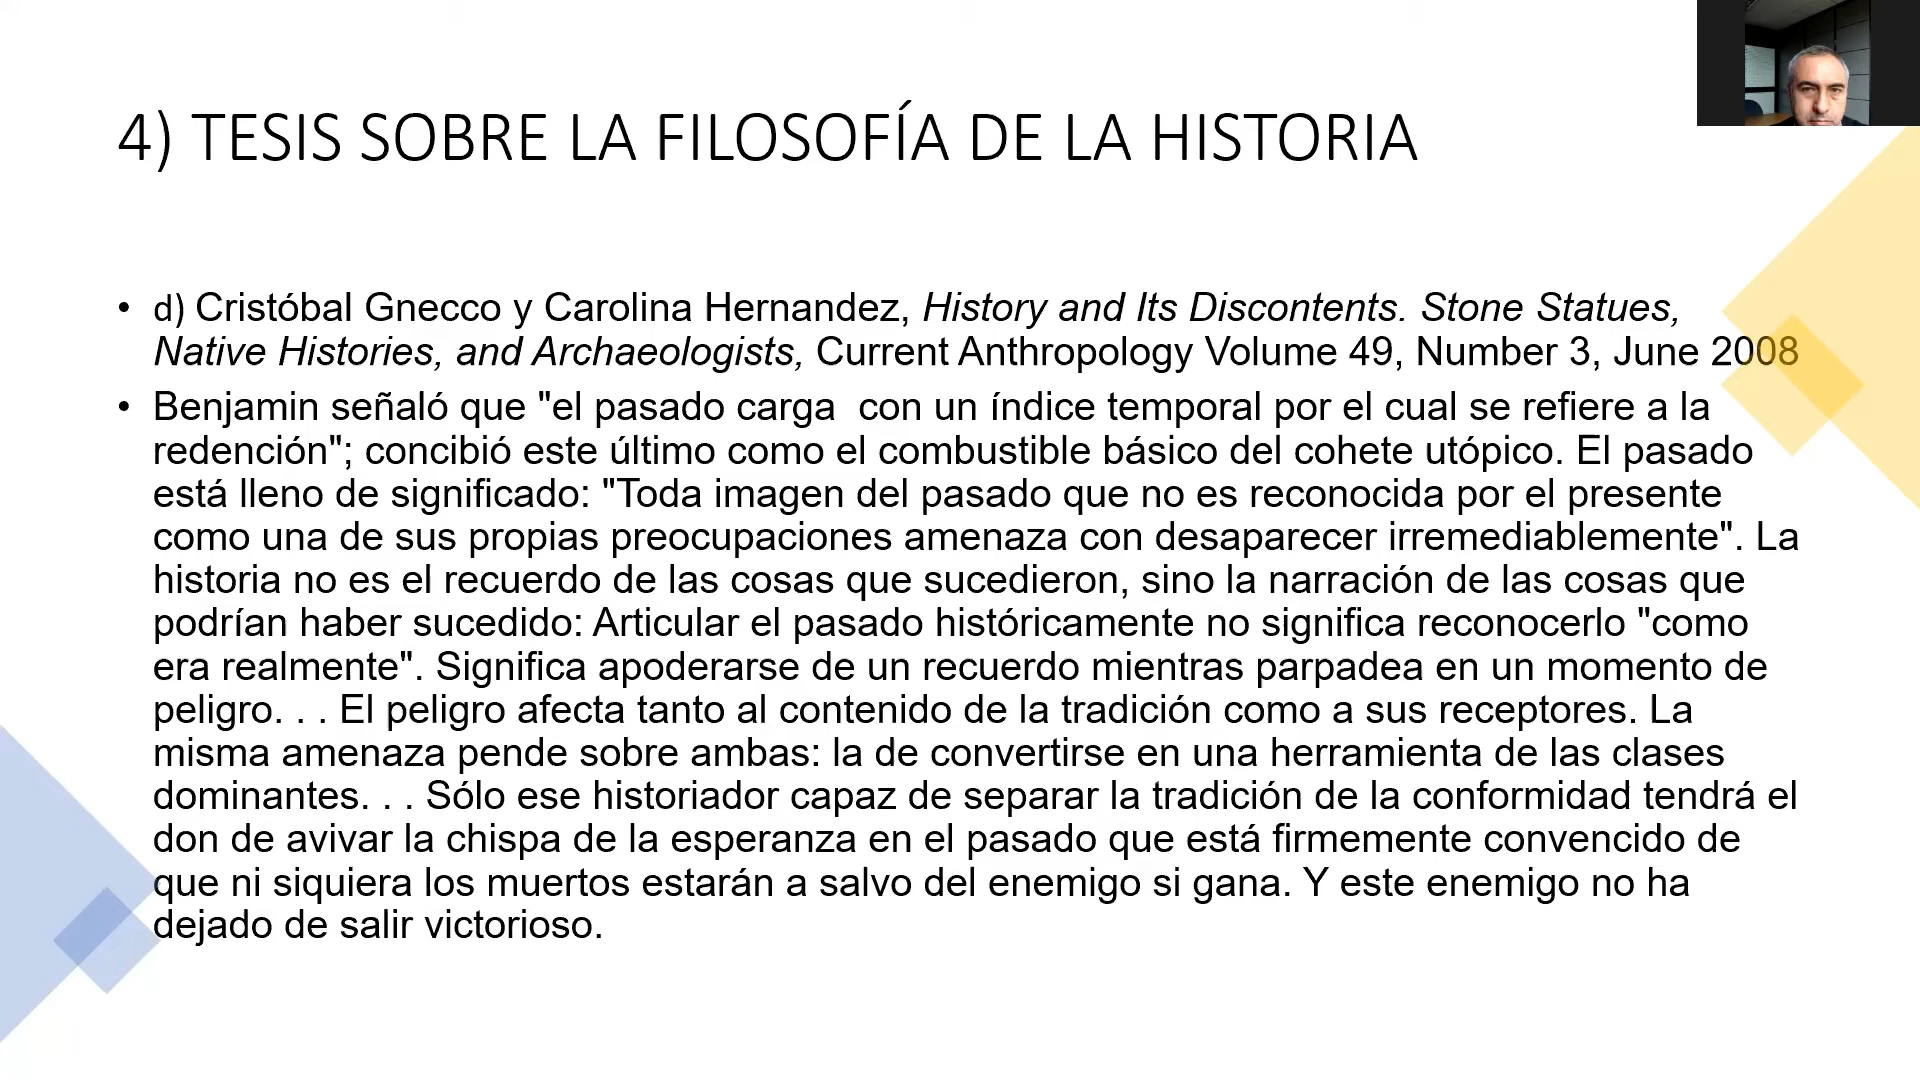 4) TESIS SOBRE LA FILOSOFÍA DE LA HISTORIA
• d) Cristóbal Gnecco y Carolina Hernandez, History and Its Discontents. Stone Statues,
Native Histories, and Archaeologists, Current Anthropology Volume 49, Number 3, June 2008
• Benjamin señaló que "el pasado carga  con un índice temporal por el cual se refiere a la
redención"; concibió este último como el combustible básico del cohete utópico. El pasado
está lleno de significado: "Toda imagen del pasado que no es reconocida por el presente
como una de sus propias preocupaciones amenaza con desaparecer irremediablemente". La
historia no es el recuerdo de las cosas que sucedieron, sino la narración de las cosas que
podrían haber sucedido: Articular el pasado históricamente no significa reconocerlo "como
era realmente". Significa apoderarse de un recuerdo mientras parpadea en un momento de
peligro. . . El peligro afecta tanto al contenido de la tradición como a sus receptores. La
misma amenaza pende sobre ambas: la de convertirse en una herramienta de las clases
dominantes. . . Sólo ese historiador capaz de separar la tradición de la conformidad tendrá el
don de avivar la chispa de la esperanza en el pasado que está firmemente convencido de
que ni siquiera los muertos estarán a salvo del enemigo si gana. Y este enemigo no ha
dejado de salir victorioso.